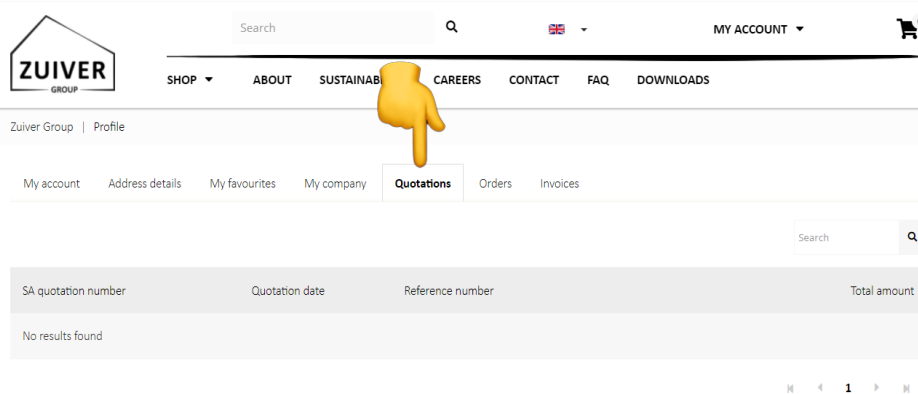 Search
MY ACCOUNT
ZUIVER
GROUP
SHOP ABOUT CAREERS CONTACT FAQ DOWNLOADS
Zuiver Group | Profile
My account Address details My favourites My company Quotations Orders Invoices
Search
SA quotation number Quotation date Reference number Total amount
No results found
1